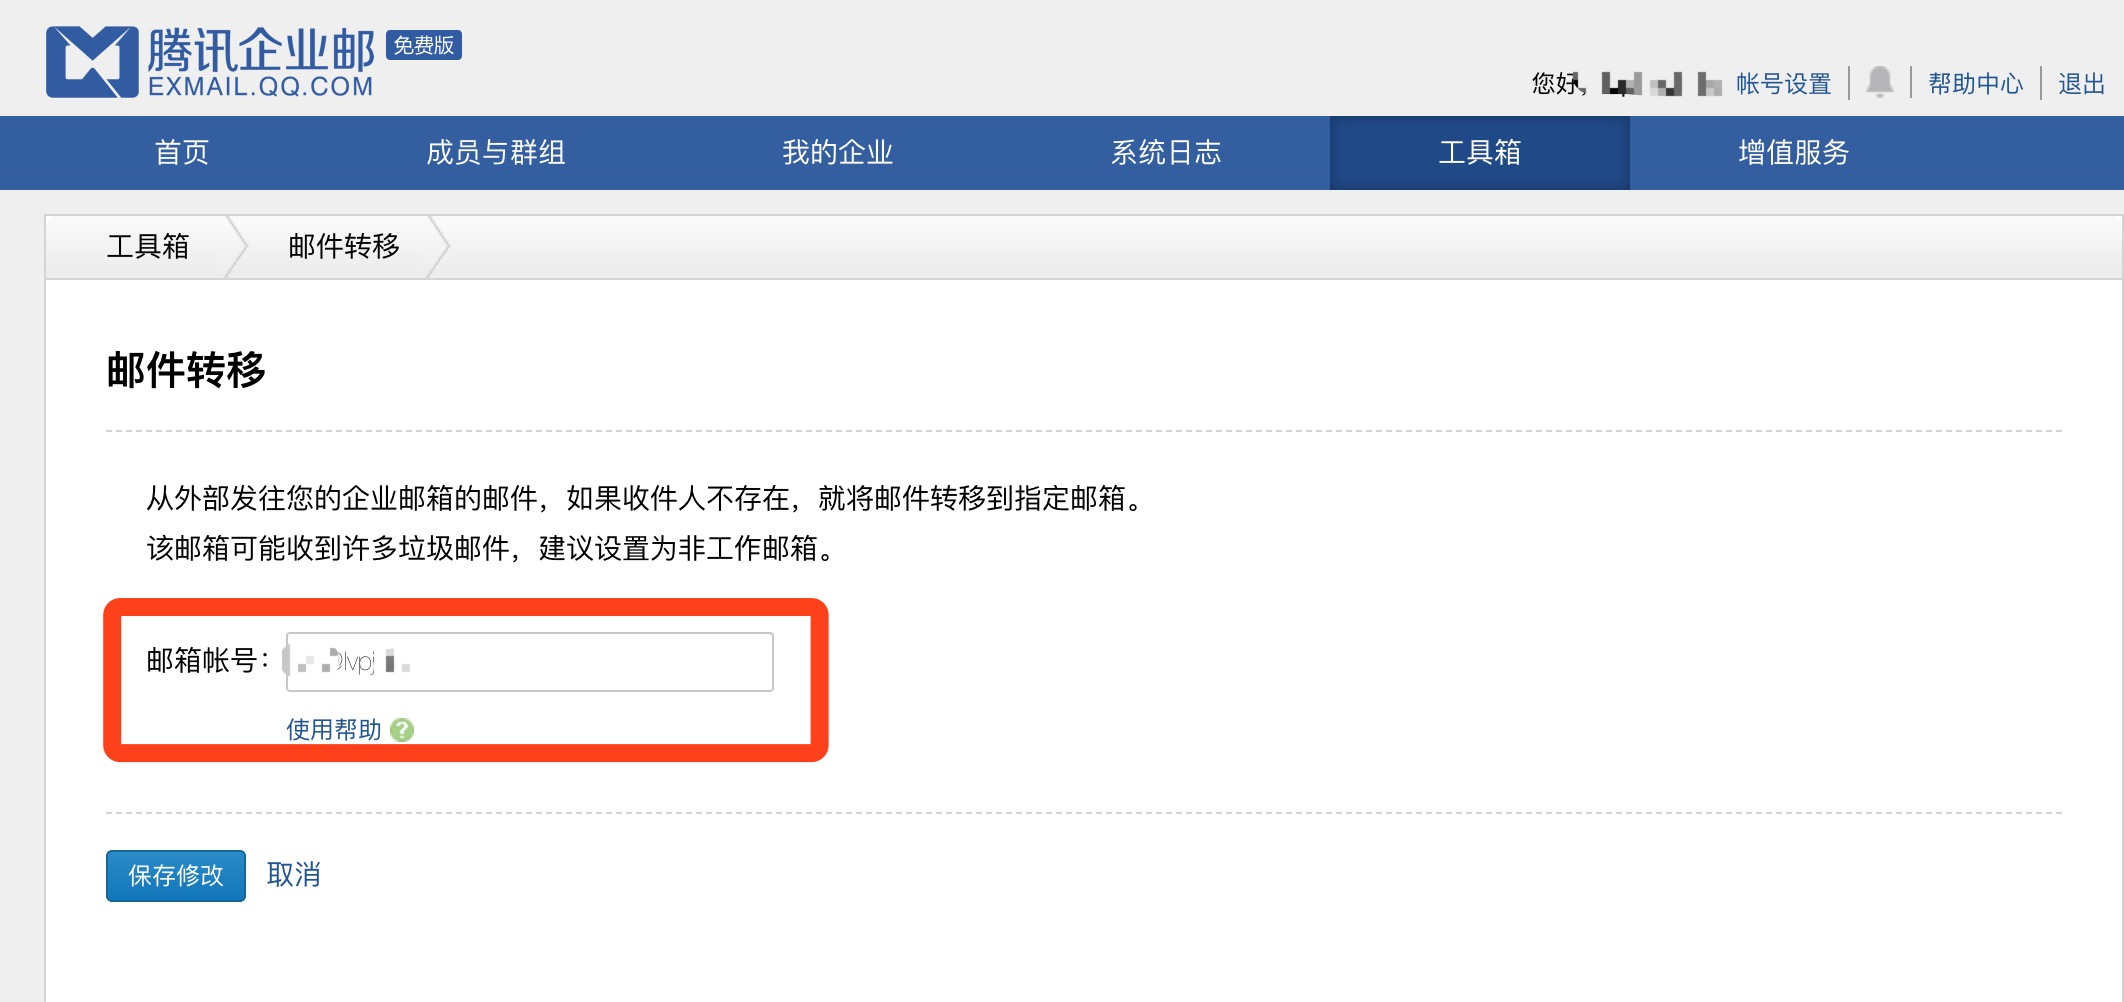 腾讯企业邮 免费版
EXMAIL.QQ.COM
您好, 帐号设置 帮助中心 退出
首页 成员与群组 我的企业 系统日志 工具箱 增值服务
工具箱 邮件转移
邮件转移
从外部发往您的企业邮箱的邮件，如果收件人不存在，就将邮件转移到指定邮箱。
该邮箱可能收到许多垃圾邮件，建议设置为非工作邮箱。
邮箱帐号：
使用帮助 ?
保存修改 取消